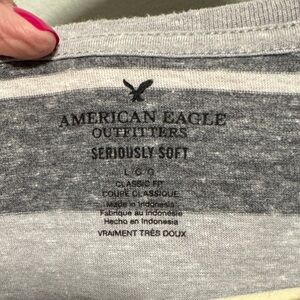 AMERICAN EAGLE
OUTFITTERS
SERIOUSLY SOFT
L/G/G
CLASSIC FIT
COUPE CLASSIQUE
Made in Indonesia
Fabriqué au Indonésie
Hecho en Indonesia
VRAIMENT TRÈS DOUX